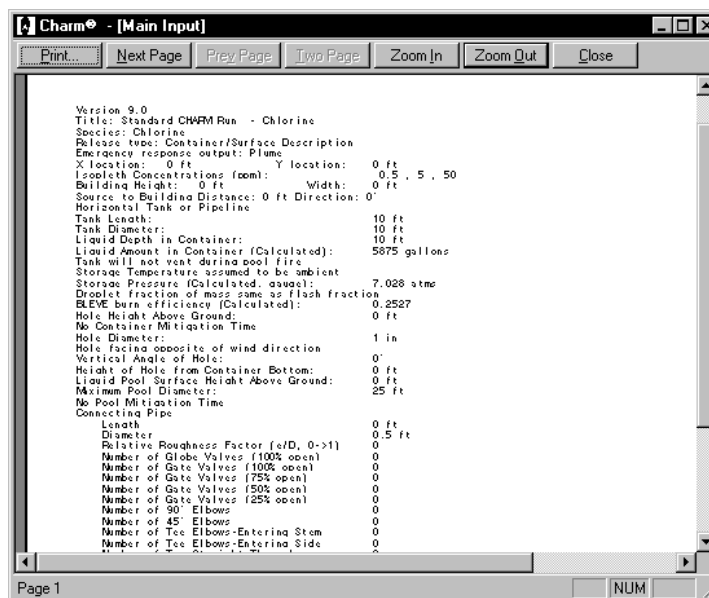 Charm® - [Main Input]
Print... Next Page Prev Page Two Page Zoom In Zoom Out Close
Version 9.0
Title: Standard CHARM Run - Chlorine
Species: Chlorine
Release type: Container/Surface Description
Emergency response output: Plume
X location: 0 ft Y location: 0 ft
Isopleth Concentrations (ppm): 0.5 , 5 , 50
Building Height: 0 ft Width: 0 ft
Source to Building Distance: 0 ft Direction: 0°
Horizontal Tank or Pipeline
Tank Length: 10 ft
Tank Diameter: 10 ft
Liquid Depth in Container: 10 ft
Liquid Amount in Container (Calculated): 5875 gallons
Tank will not vent during pool fire
Storage Temperature assumed to be ambient
Storage Pressure (Calculated, gauge): 7.028 atms
Droplet fraction of mass same as flash fraction
BLEVE burn efficiency (Calculated): 0.2527
Hole Height Above Ground: 0 ft
No Container Mitigation Time
Hole Diameter: 1 in
Hole facing opposite of wind direction
Vertical Angle of Hole: 0°
Height of Hole from Container Bottom: 0 ft
Liquid Pool Surface Height Above Ground: 0 ft
Maximum Pool Diameter: 25 ft
No Pool Mitigation Time
Connecting Pipe
Length 0 ft
Diameter 0.5 ft
Relative Roughness Factor (e/D, 0->1) 0
Number of Globe Valves (100% open) 0
Number of Gate Valves (100% open) 0
Number of Gate Valves (75% open) 0
Number of Gate Valves (50% open) 0
Number of Gate Valves (25% open) 0
Number of 90° Elbows 0
Number of 45° Elbows 0
Number of Tee Elbows-Entering Stem 0
Number of Tee Elbows-Entering Side 0
Page 1 NUM